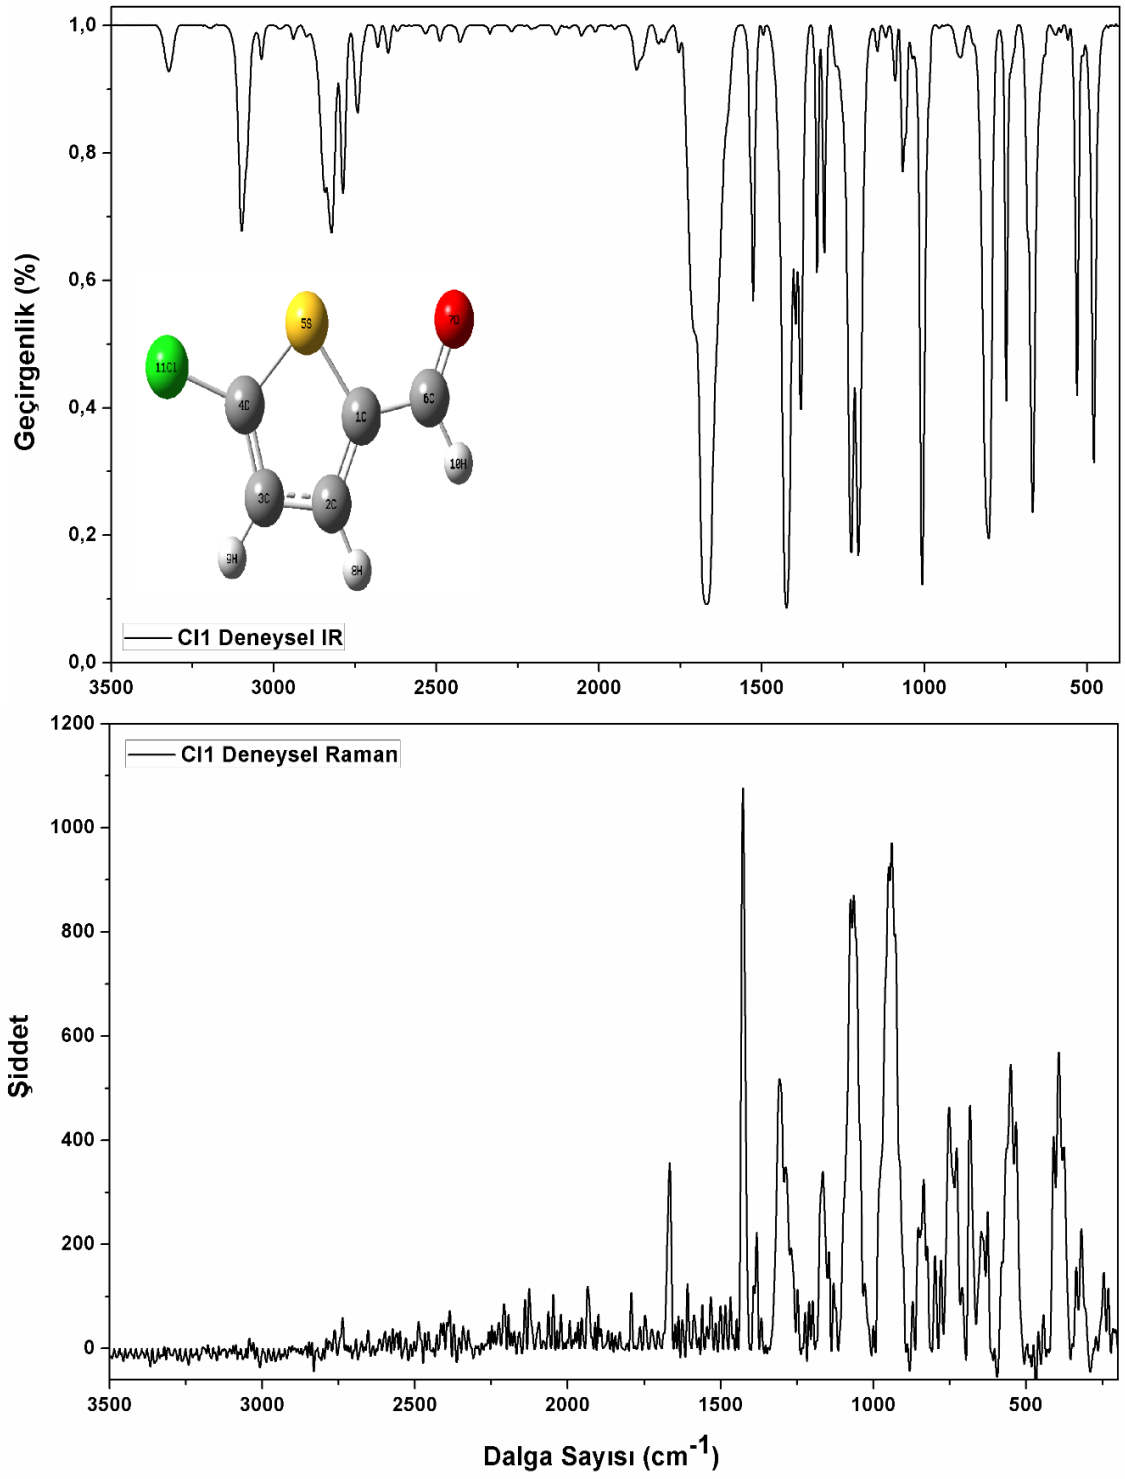 1,0
0,8
0,6
0,4
0,2
0,0
Geçirgenlik (%)
5S
7O
11Cl
4C
1C
6C
10H
3C
2C
9H
8H
Cl1 Deneysel IR
3500 3000 2500 2000 1500 1000 500
1200
1000
800
600
400
200
0
Şiddet
Cl1 Deneysel Raman
3500 3000 2500 2000 1500 1000 500
Dalga Sayısı (cm⁻¹)